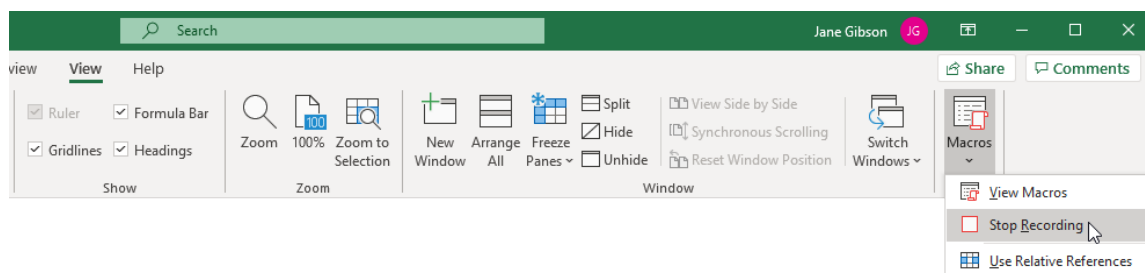 Search
Jane Gibson JG
view View Help
Share Comments
Ruler Formula Bar
Gridlines Headings
Show
Zoom 100% Zoom to
Selection
100
Zoom
New Arrange Freeze
Window All Panes
Split
Hide
Unhide
View Side by Side
Synchronous Scrolling
Reset Window Position
Switch
Windows
Window
Macros
View Macros
Stop Recording
Use Relative References